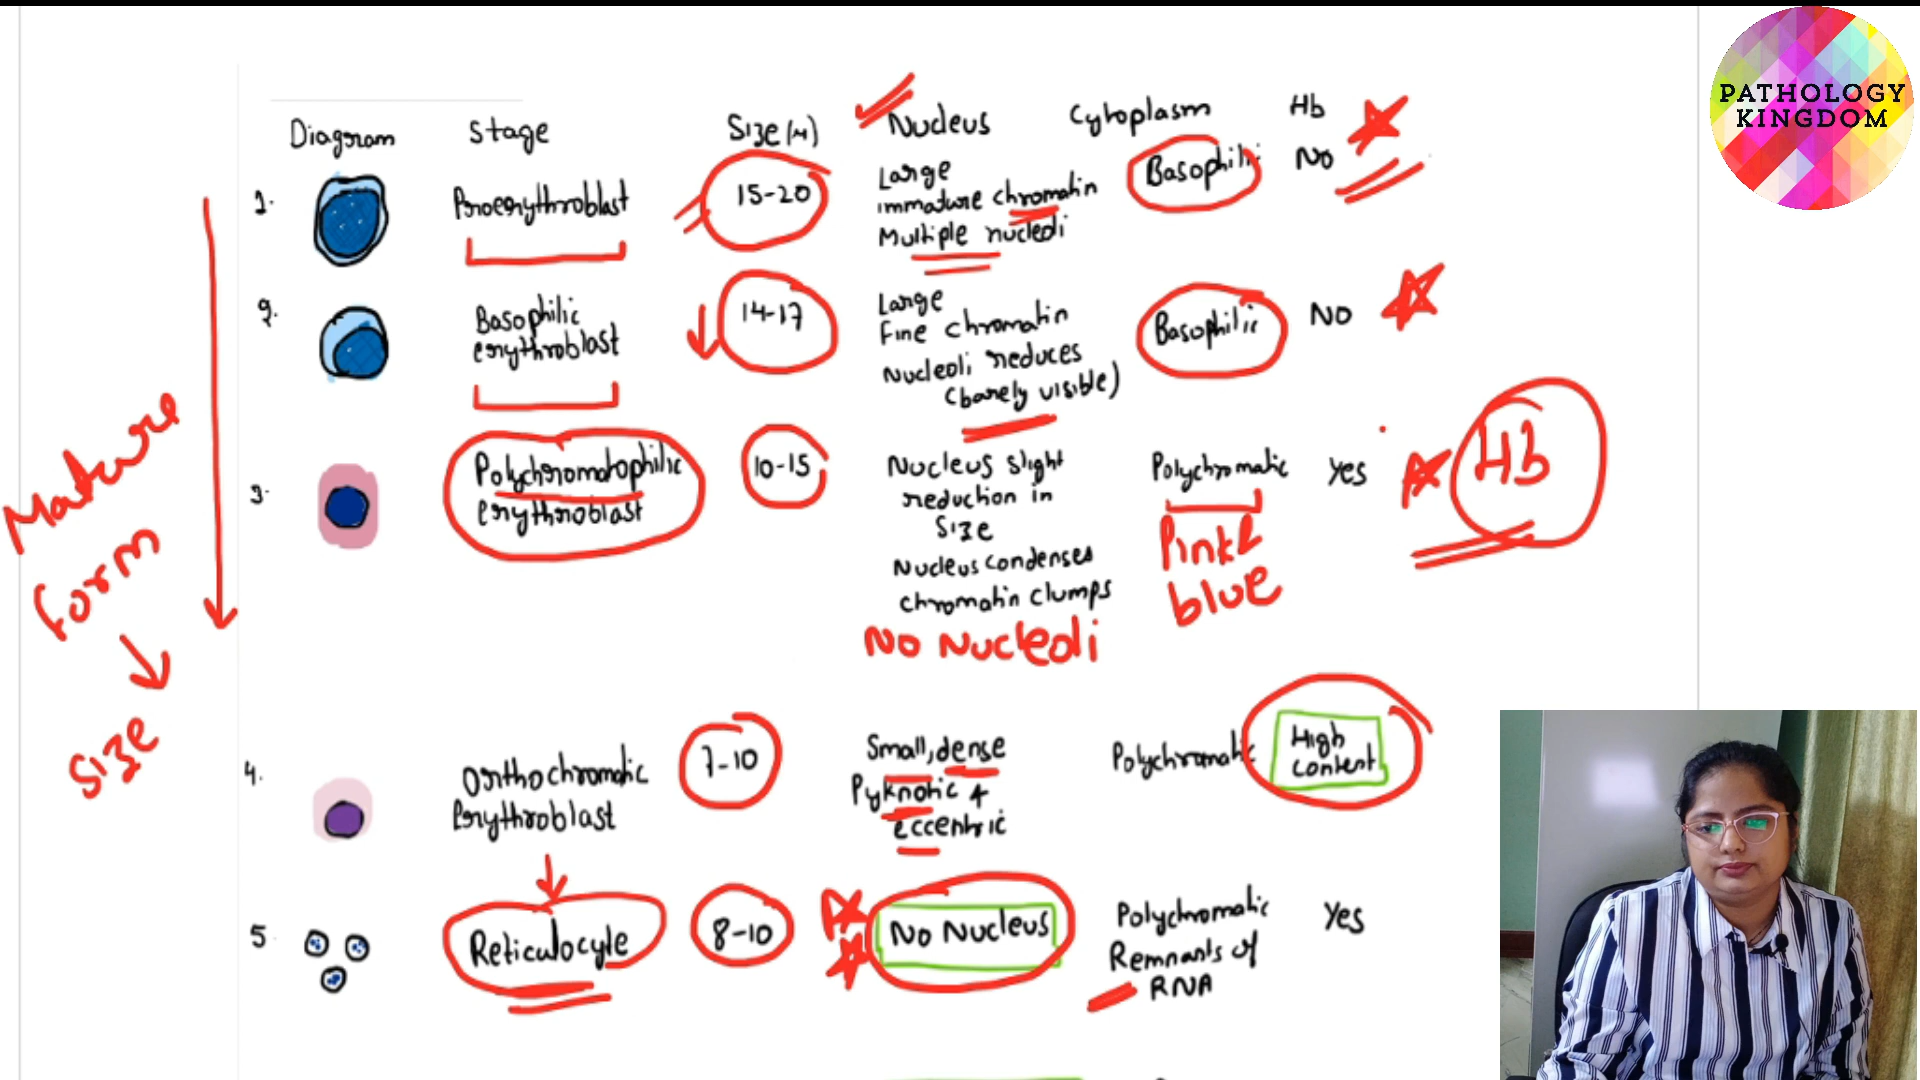 PATHOLOGY
KINGDOM
Diagram Stage Size (μ) Nucleus Cytoplasm Hb
1. Proerythroblast 15-20 Large Basophilic No
immature chromatin
Multiple nucleoli
2. Basophilic 14-17 Large Basophilic NO
erythroblast Fine chromatin
Nucleoli reduces
(barely visible)
3. Polychromatophilic 10-15 Nucleus slight Polychromatic Yes Hb
erythroblast reduction in
Size
Nucleus condenses
chromatin clumps
Pink &
blue
NO Nucleoli
Mature
form
↓
Size
4. Orthochromatic 7-10 Small, dense Polychromatic High
Erythroblast Pyknotic & content
eccentric
5. Reticulocyte 8-10 No Nucleus Polychromatic Yes
Remnants of
RNA